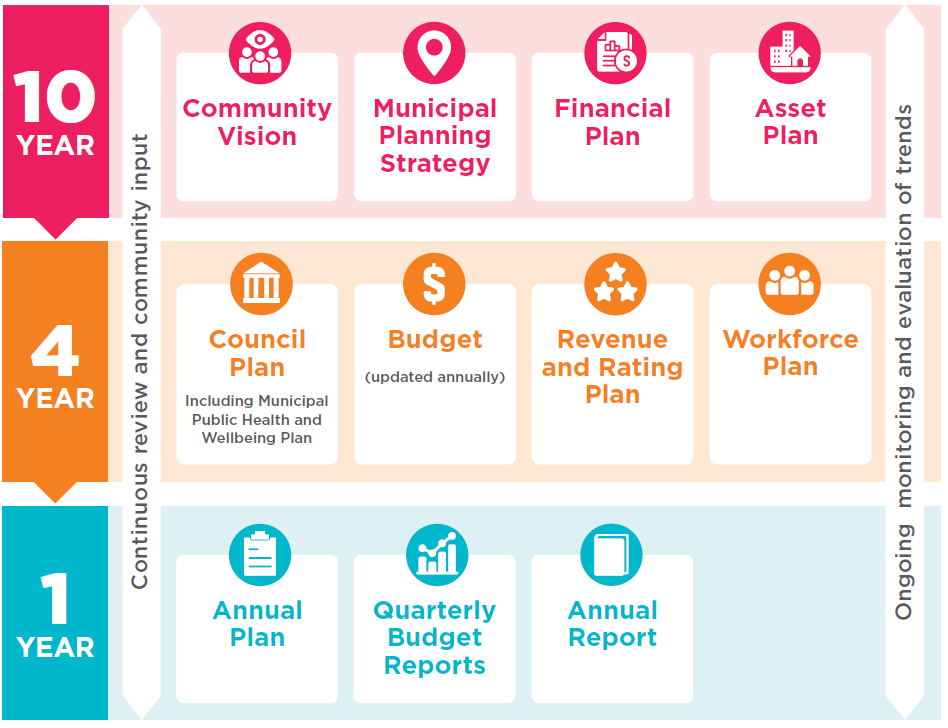 10
YEAR
Continuous review and community input
Community
Vision
Municipal
Planning
Strategy
$
Financial
Plan
Asset
Plan
Ongoing monitoring and evaluation of trends
4
YEAR
Council
Plan
Including Municipal
Public Health and
Wellbeing Plan
$
Budget
(updated annually)
Revenue
and Rating
Plan
Workforce
Plan
1
YEAR
Annual
Plan
Quarterly
Budget
Reports
Annual
Report